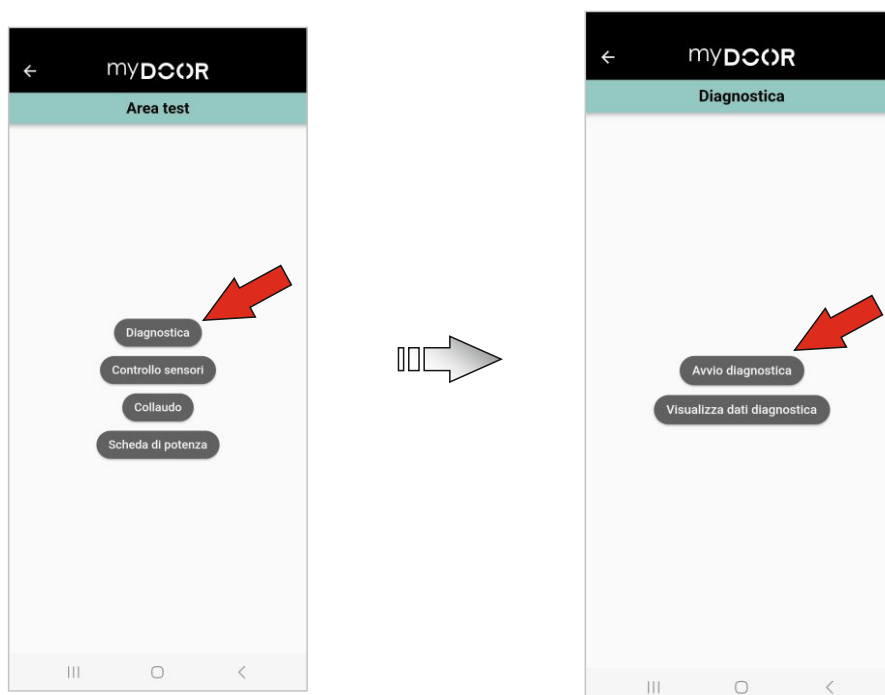 myDOOR
Area test
Diagnostica
Controllo sensori
Collaudo
Scheda di potenza
myDOOR
Diagnostica
Avvio diagnostica
Visualizza dati diagnostica